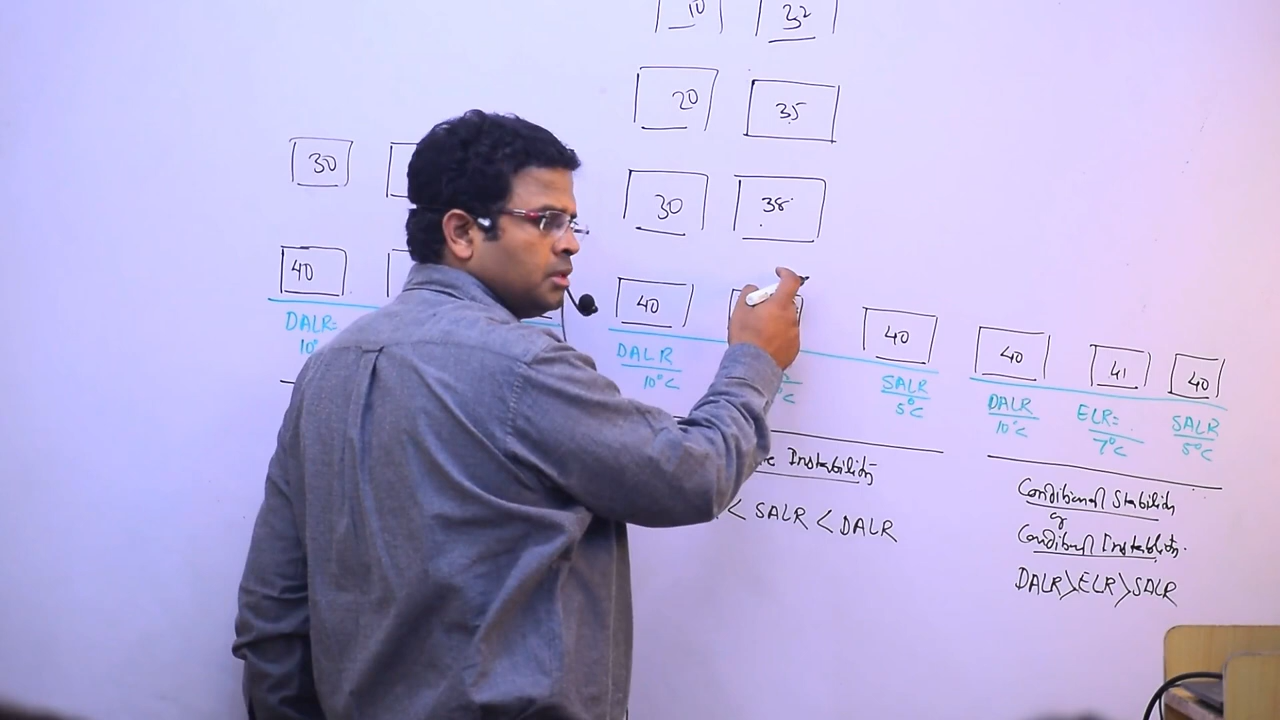 10 32
20 35
30
30 38
40
40
40
40 41 40
DALR=
10°
DALR
10°C
°C
SALR
5°C
DALR
10°C
ELR=
7°C
SALR
5°C
Instability
< SALR < DALR
Conditional Stability
or
Conditional Instability.
DALR>ELR>SALR